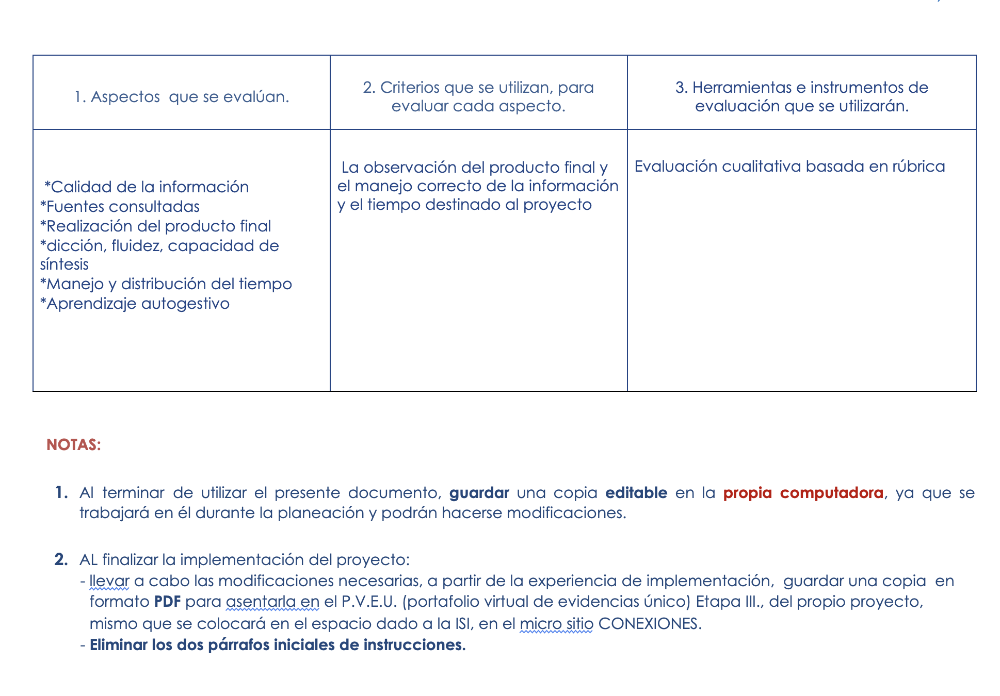 1. Aspectos  que se evalúan.
2. Criterios que se utilizan, para
evaluar cada aspecto.
3. Herramientas e instrumentos de
evaluación que se utilizarán.
*Calidad de la información
*Fuentes consultadas
*Realización del producto final
*dicción, fluidez, capacidad de
síntesis
*Manejo y distribución del tiempo
*Aprendizaje autogestivo
La observación del producto final y
el manejo correcto de la información
y el tiempo destinado al proyecto
Evaluación cualitativa basada en rúbrica
NOTAS:
1. Al terminar de utilizar el presente documento, guardar una copia editable en la propia computadora, ya que se
trabajará en él durante la planeación y podrán hacerse modificaciones.
2. AL finalizar la implementación del proyecto:
- llevar a cabo las modificaciones necesarias, a partir de la experiencia de implementación,  guardar una copia  en
formato PDF para asentarla en el P.V.E.U. (portafolio virtual de evidencias único) Etapa III., del propio proyecto,
mismo que se colocará en el espacio dado a la ISI, en el micro sitio CONEXIONES.
- Eliminar los dos párrafos iniciales de instrucciones.